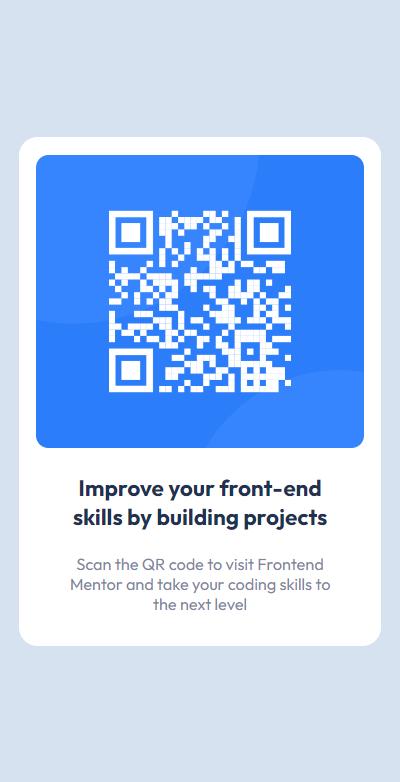 Improve your front-end
skills by building projects
Scan the QR code to visit Frontend
Mentor and take your coding skills to
the next level